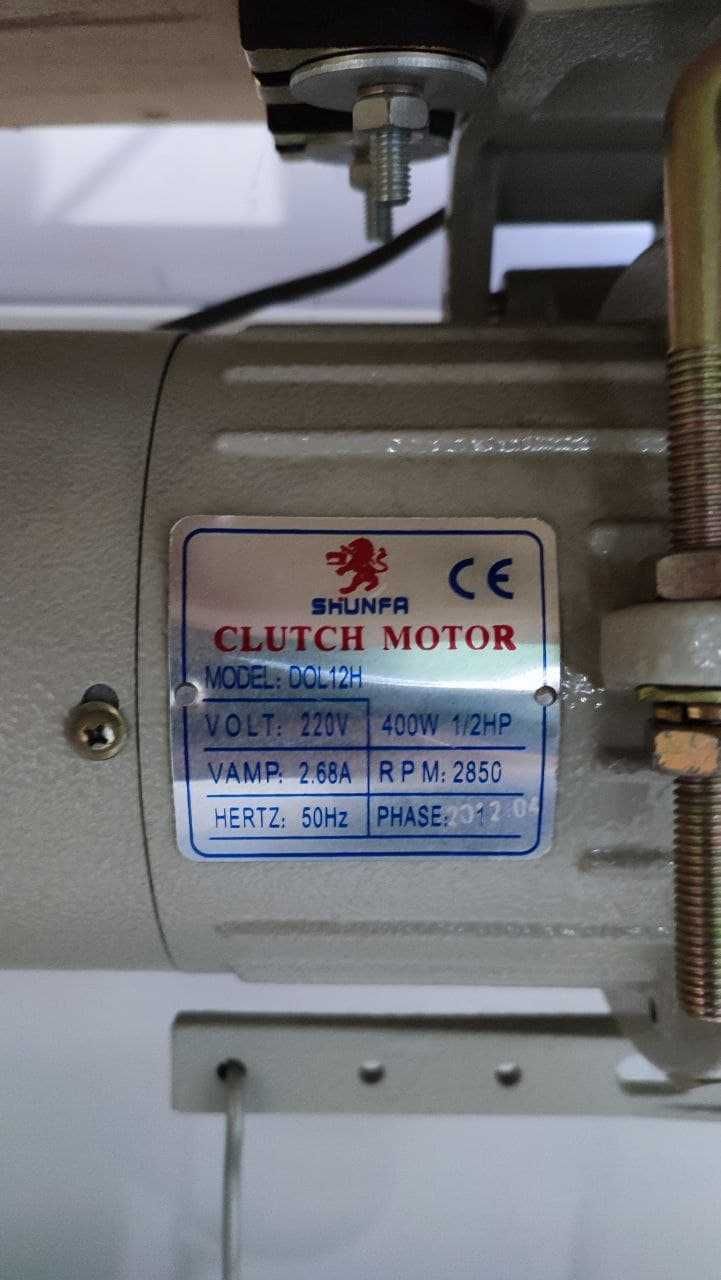 CE
SHUNFA
CLUTCH MOTOR
MODEL: DOL12H
VOLT: 220V 400W 1/2HP
VAMP: 2.68A RPM: 2850
HERTZ: 50Hz PHASE: 1
2012 04